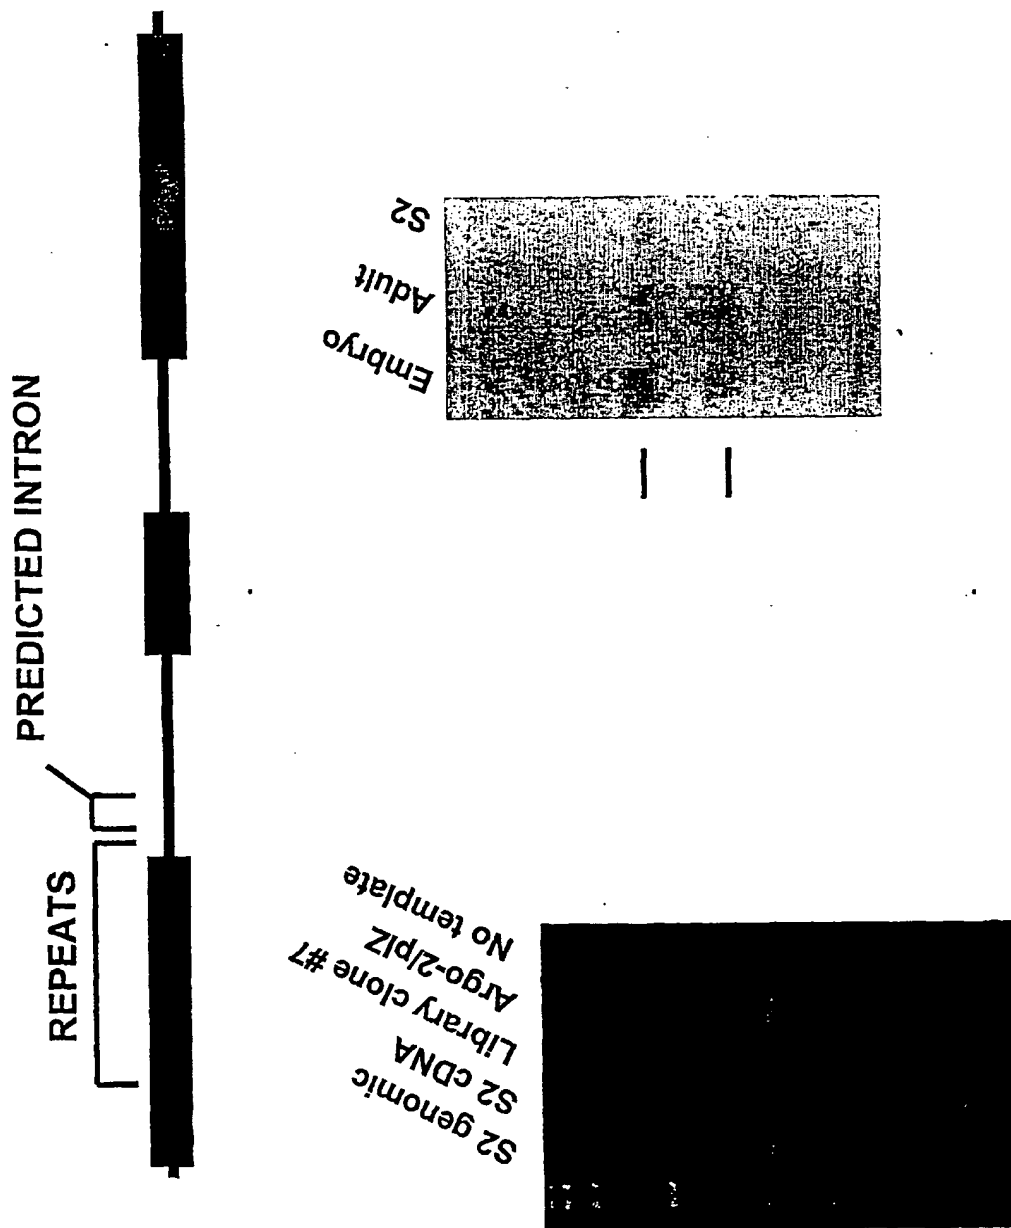 REPEATS
PREDICTED INTRON
S2 genomic
S2 cDNA
Library clone #7
Argo-2/pIZ
No template
Embryo
Adult
S2